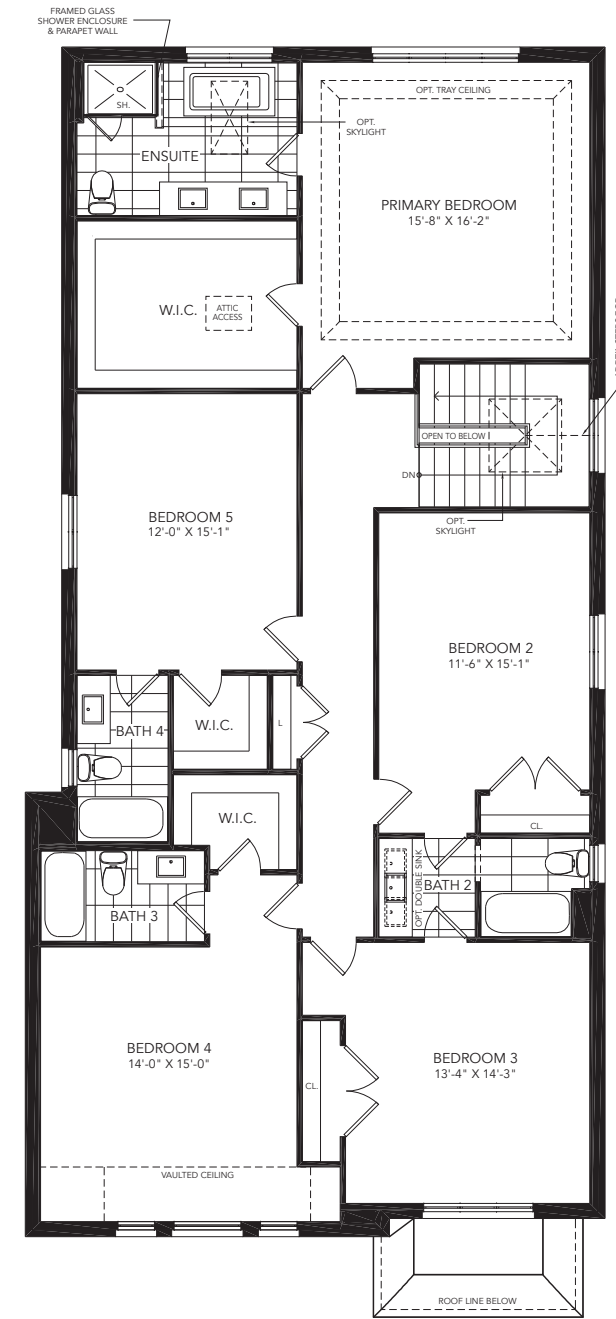 FRAMED GLASS
SHOWER ENCLOSURE
& PARAPET WALL
SH.
OPT. TRAY CEILING
OPT.
SKYLIGHT
ENSUITE
PRIMARY BEDROOM
15'-8" X 16'-2"
W.I.C.
ATTIC
ACCESS
OPEN TO BELOW
DN
OPT.
SKYLIGHT
BEDROOM 5
12'-0" X 15'-1"
BEDROOM 2
11'-6" X 15'-1"
BATH 4
W.I.C.
L
W.I.C.
CL.
OPT. DOUBLE SINK
BATH 2
BATH 3
BEDROOM 4
14'-0" X 15'-0"
BEDROOM 3
13'-4" X 14'-3"
CL.
VAULTED CEILING
ROOF LINE BELOW